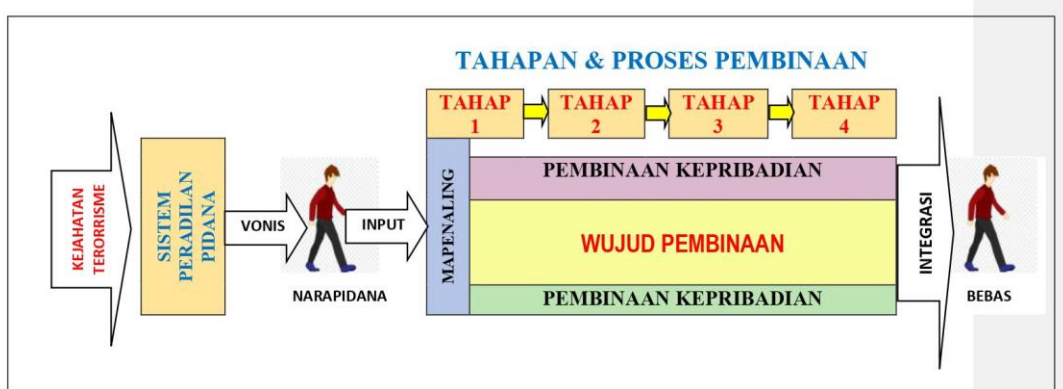 TAHAPAN & PROSES PEMBINAAN
TAHAP
1
TAHAP
2
TAHAP
3
TAHAP
4
KEJAHATAN
TERORRISME
SISTEM
PERADILAN
PIDANA
VONIS
NARAPIDANA
INPUT
MAPENALING
PEMBINAAN KEPRIBADIAN
WUJUD PEMBINAAN
PEMBINAAN KEPRIBADIAN
INTEGRASI
BEBAS